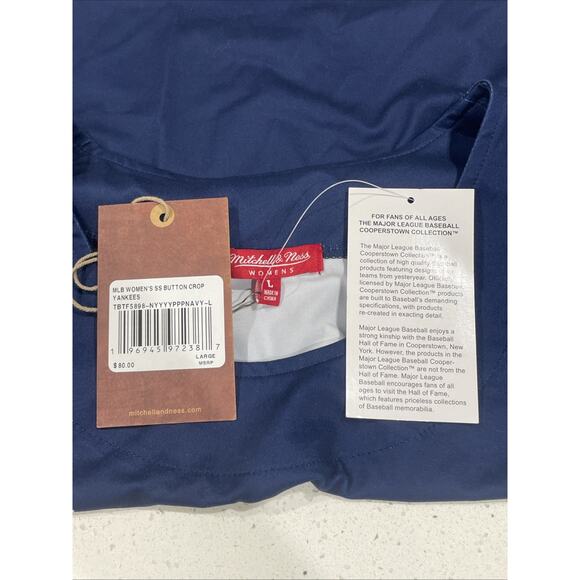 MLB WOMEN'S SS BUTTON CROP
YANKEES
TBTF5898-NYYYYPPPNAVY-L
196945972387
LARGE
$80.00
MSRP
mitchellandness.com
Mitchell & Ness
WOMENS
L
MADE IN
CHINA
FOR FANS OF ALL AGES
THE MAJOR LEAGUE BASEBALL
COOPERSTOWN COLLECTION™
The Major League Baseball
Cooperstown Collection™ is a
collection of high quality
products featuring designs
teams from yesteryear.
licensed by Major League Baseball
Cooperstown Collection™ products
are built to Baseball's demanding
specifications, with products
re-created in exacting detail.
Major League Baseball enjoys a
strong kinship with the Baseball
Hall of Fame in Cooperstown, New
York. However, the products in the
Major League Baseball Cooper-
stown Collection™ are not from the
Hall of Fame. Major League
Baseball encourages fans of all
ages to visit the Hall of Fame,
which features priceless collections
of Baseball memorabilia.